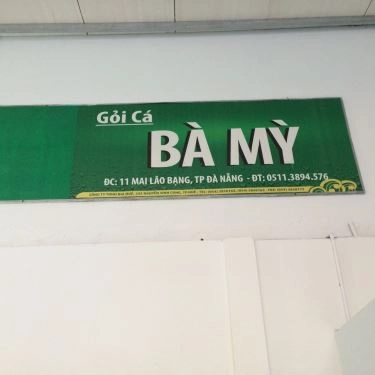 Gỏi Cá
BÀ MỲ
ĐC: 11 MAI LÃO BẠNG, TP ĐÀ NẴNG - ĐT: 0511.3894.576